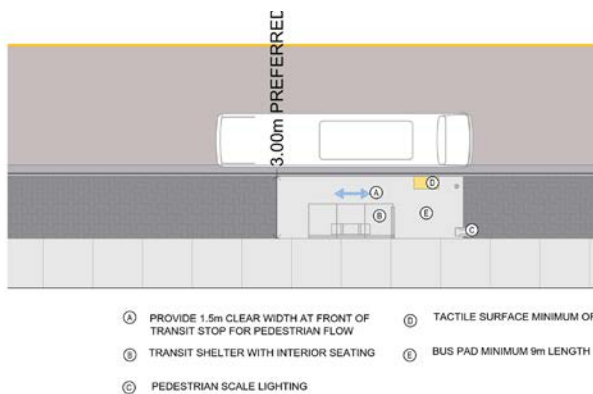 3.00m PREFERRED
A
D
B
E
C
A PROVIDE 1.5m CLEAR WIDTH AT FRONT OF
TRANSIT STOP FOR PEDESTRIAN FLOW
B TRANSIT SHELTER WITH INTERIOR SEATING
C PEDESTRIAN SCALE LIGHTING
D TACTILE SURFACE MINIMUM OF
E BUS PAD MINIMUM 9m LENGTH